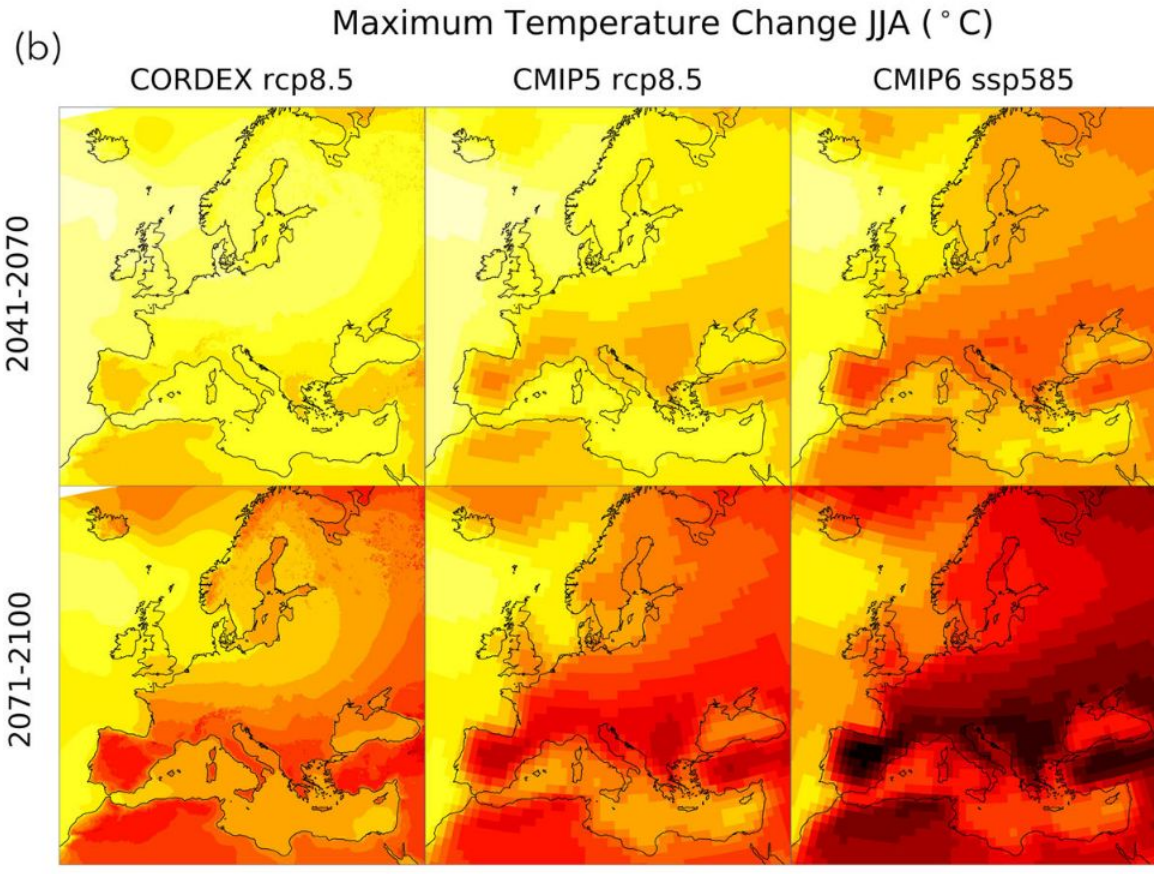 Maximum Temperature Change JJA (°C)
(b)
CORDEX rcp8.5
CMIP5 rcp8.5
CMIP6 ssp585
2041-2070
2071-2100